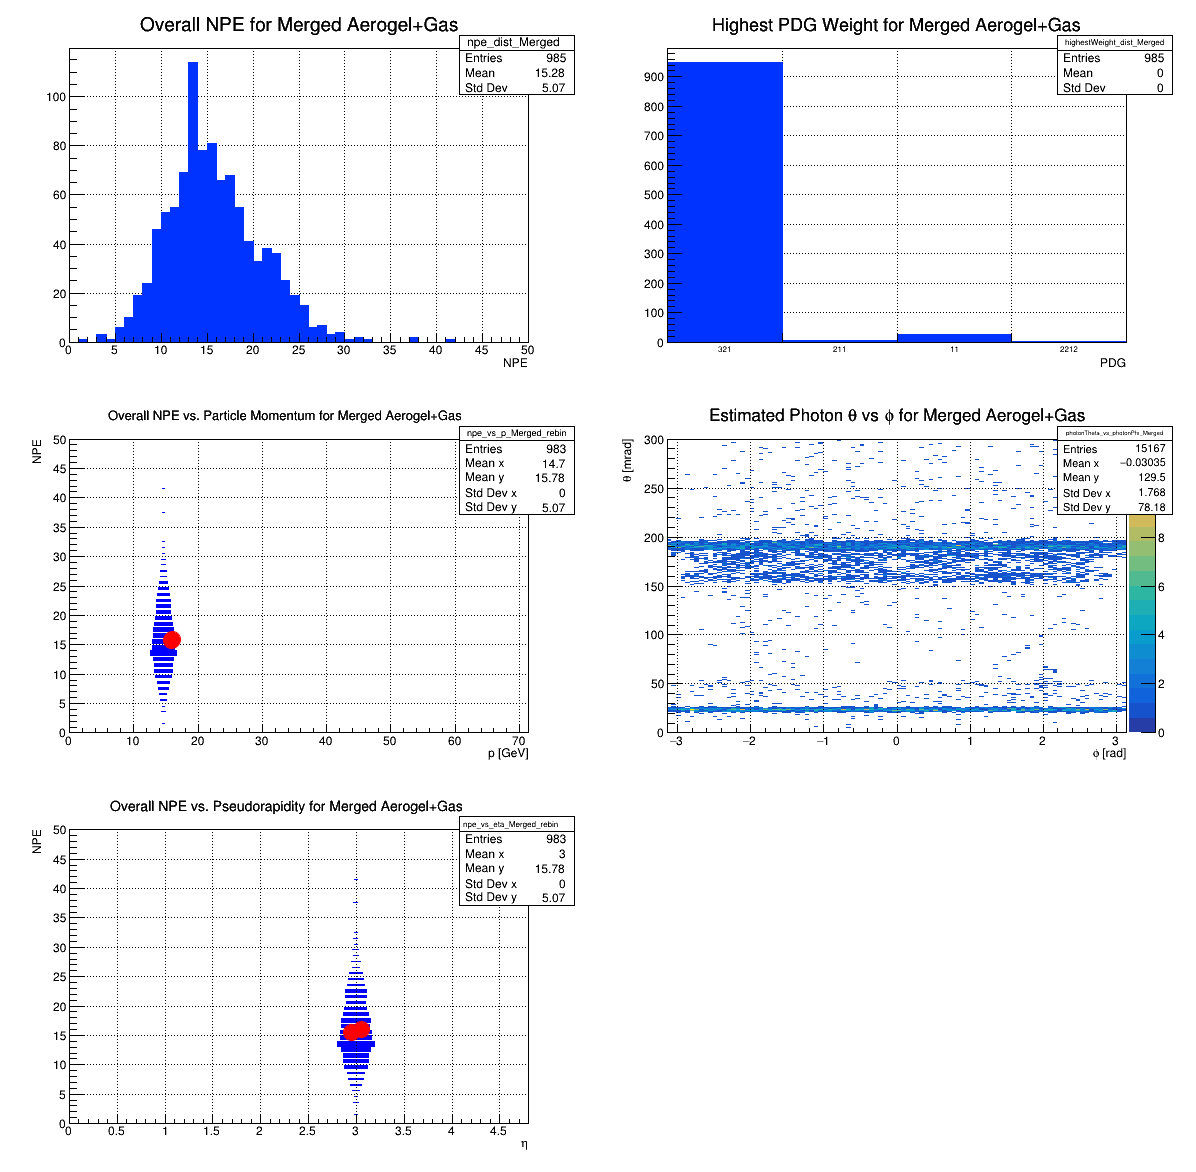 Overall NPE for Merged Aerogel+Gas
npe_dist_Merged
Entries 985
Mean 15.28
Std Dev 5.07
100
80
60
40
20
0
0 5 10 15 20 25 30 35 40 45 50
NPE
Highest PDG Weight for Merged Aerogel+Gas
highestWeight_dist_Merged
Entries 985
Mean 0
Std Dev 0
900
800
700
600
500
400
300
200
100
0
321 211 11 2212
PDG
Overall NPE vs. Particle Momentum for Merged Aerogel+Gas
npe_vs_p_Merged_rebin
Entries 983
Mean x 14.7
Mean y 15.78
Std Dev x 0
Std Dev y 5.07
NPE
50
45
40
35
30
25
20
15
10
5
0
0 10 20 30 40 50 60 70
p [GeV]
Estimated Photon θ vs ϕ for Merged Aerogel+Gas
photonTheta_vs_photonPhi_Merged
Entries 15167
Mean x −0.03035
Mean y 129.5
Std Dev x 1.768
Std Dev y 78.18
θ [mrad]
300
250
200
150
100
50
0
−3 −2 −1 0 1 2 3
ϕ [rad]
8
6
4
2
0
Overall NPE vs. Pseudorapidity for Merged Aerogel+Gas
npe_vs_eta_Merged_rebin
Entries 983
Mean x 3
Mean y 15.78
Std Dev x 0
Std Dev y 5.07
NPE
50
45
40
35
30
25
20
15
10
5
0
0 0.5 1 1.5 2 2.5 3 3.5 4 4.5
η